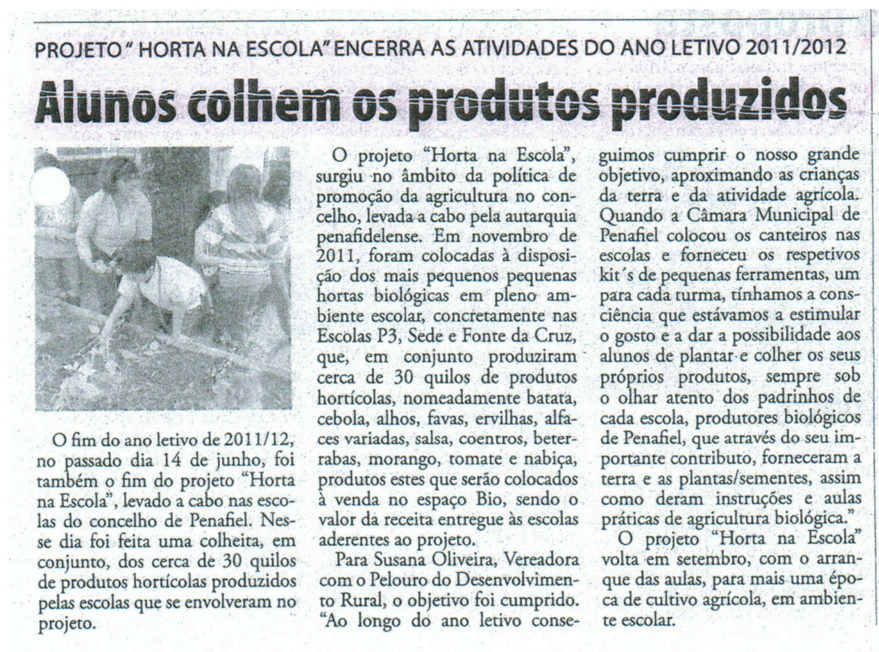 PROJETO" HORTA NA ESCOLA" ENCERRA AS ATIVIDADES DO ANO LETIVO 2011/2012
Alunos colhem os produtos produzidos
O fim do ano letivo de 2011/12,
no passado dia 14 de junho, foi
também o fim do projeto “Horta
na Escola”, levado a cabo nas esco-
las do concelho de Penafiel. Nes-
se dia foi feita uma colheita, em
conjunto, dos cerca de 30 quilos
de produtos hortícolas produzidos
pelas escolas que se envolveram no
projeto.
O projeto “Horta na Escola”,
surgiu no âmbito da política de
promoção da agricultura no con-
celho, levada a cabo pela autarquia
penafidelense. Em novembro de
2011, foram colocadas à disposi-
ção dos mais pequenos pequenas
hortas biológicas em pleno am-
biente escolar, concretamente nas
Escolas P3, Sede e Fonte da Cruz,
que, em conjunto produziram
cerca de 30 quilos de produtos
hortícolas, nomeadamente batata,
cebola, alhos, favas, ervilhas, alfa-
ces variadas, salsa, coentros, beter-
rabas, morango, tomate e nabiça,
produtos estes que serão colocados
à venda no espaço Bio, sendo o
valor da receita entregue às escolas
aderentes ao projeto.
Para Susana Oliveira, Vereadora
com o Pelouro do Desenvolvimen-
to Rural, o objetivo foi cumprido.
“Ao longo do ano letivo conse-
guimos cumprir o nosso grande
objetivo, aproximando as crianças
da terra e da atividade agrícola.
Quando a Câmara Municipal de
Penafiel colocou os canteiros nas
escolas e forneceu os respetivos
kit´s de pequenas ferramentas, um
para cada turma, tínhamos a cons-
ciência que estávamos a estimular
o gosto e a dar a possibilidade aos
alunos de plantar e colher os seus
próprios produtos, sempre sob
o olhar atento dos padrinhos de
cada escola, produtores biológicos
de Penafiel, que através do seu im-
portante contributo, forneceram a
terra e as plantas/sementes, assim
como deram instruções e aulas
práticas de agricultura biológica.”
O projeto “Horta na Escola”
volta em setembro, com o arran-
que das aulas, para mais uma épo-
ca de cultivo agrícola, em ambien-
te escolar.